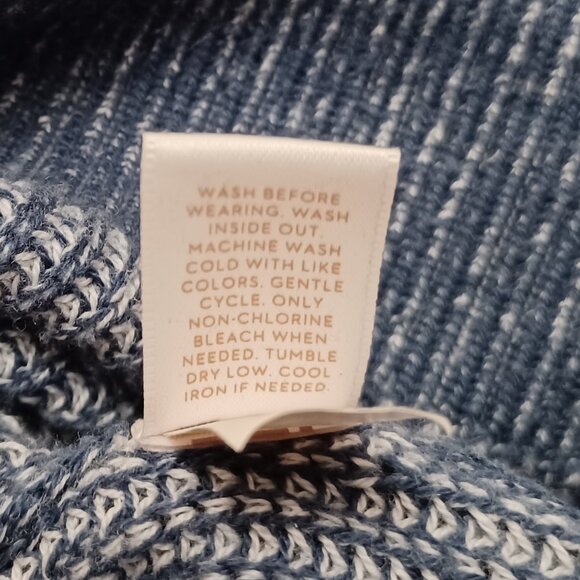 WASH BEFORE
WEARING. WASH
INSIDE OUT.
MACHINE WASH
COLD WITH LIKE
COLORS. GENTLE
CYCLE. ONLY
NON-CHLORINE
BLEACH WHEN
NEEDED. TUMBLE
DRY LOW. COOL
IRON IF NEEDED.